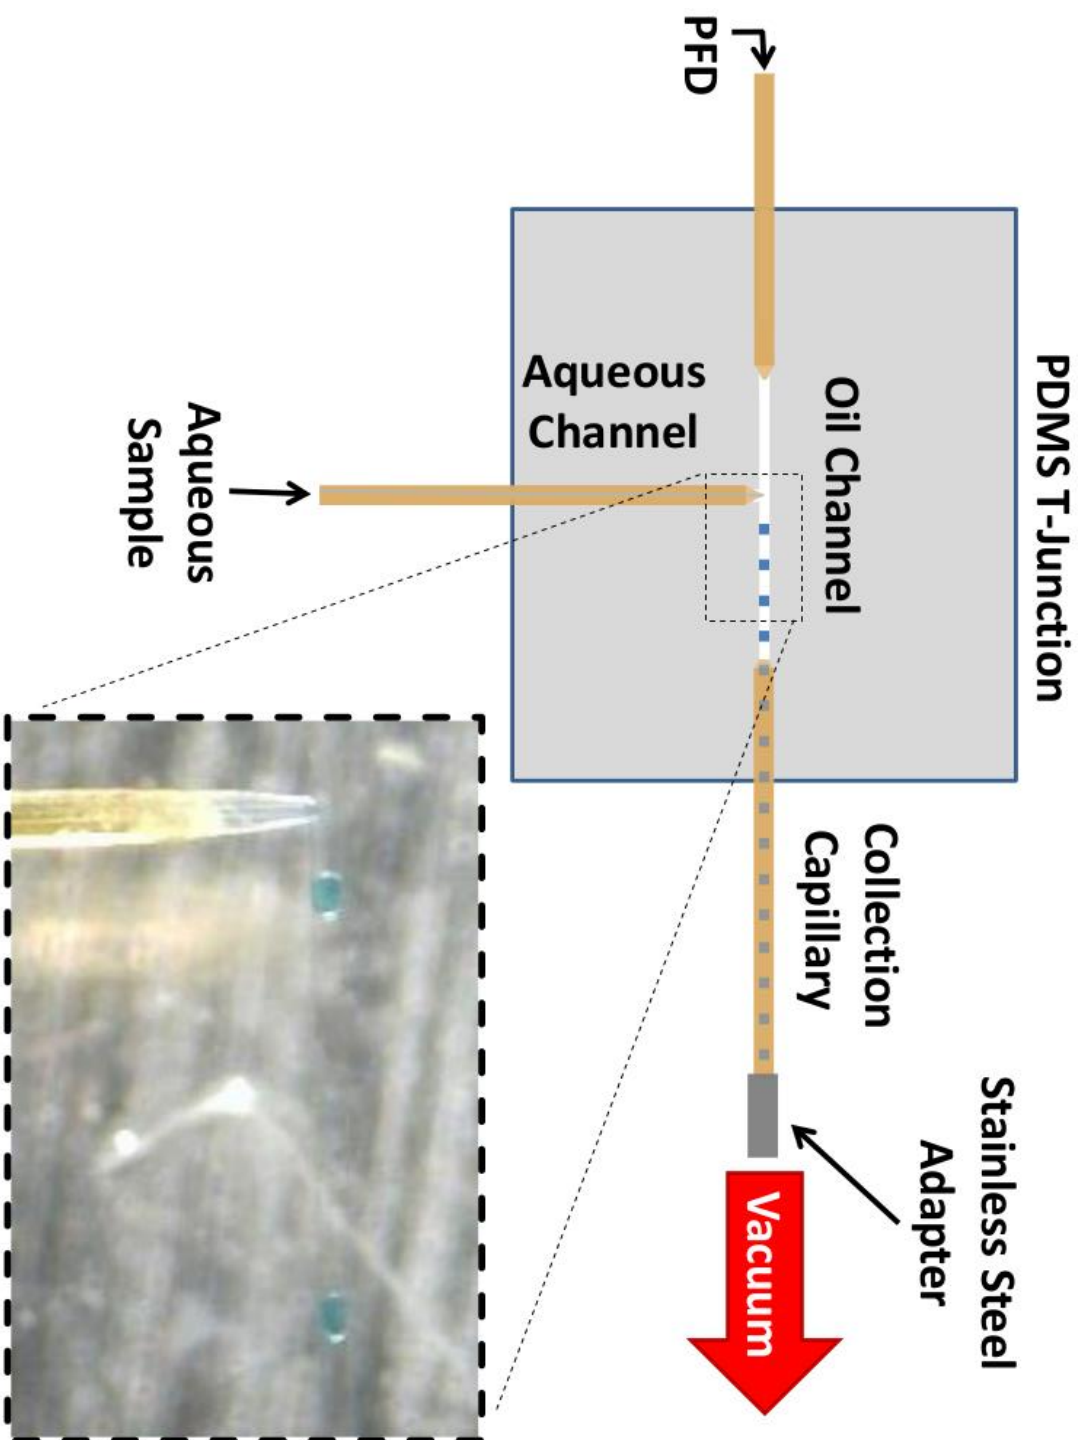 PDMS T-Junction
PFD
Oil Channel
Aqueous
Channel
Aqueous
Sample
Collection
Capillary
Stainless Steel
Adapter
Vacuum